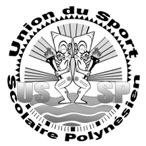 Union du Sport
US SP
Scolaire Polynésien